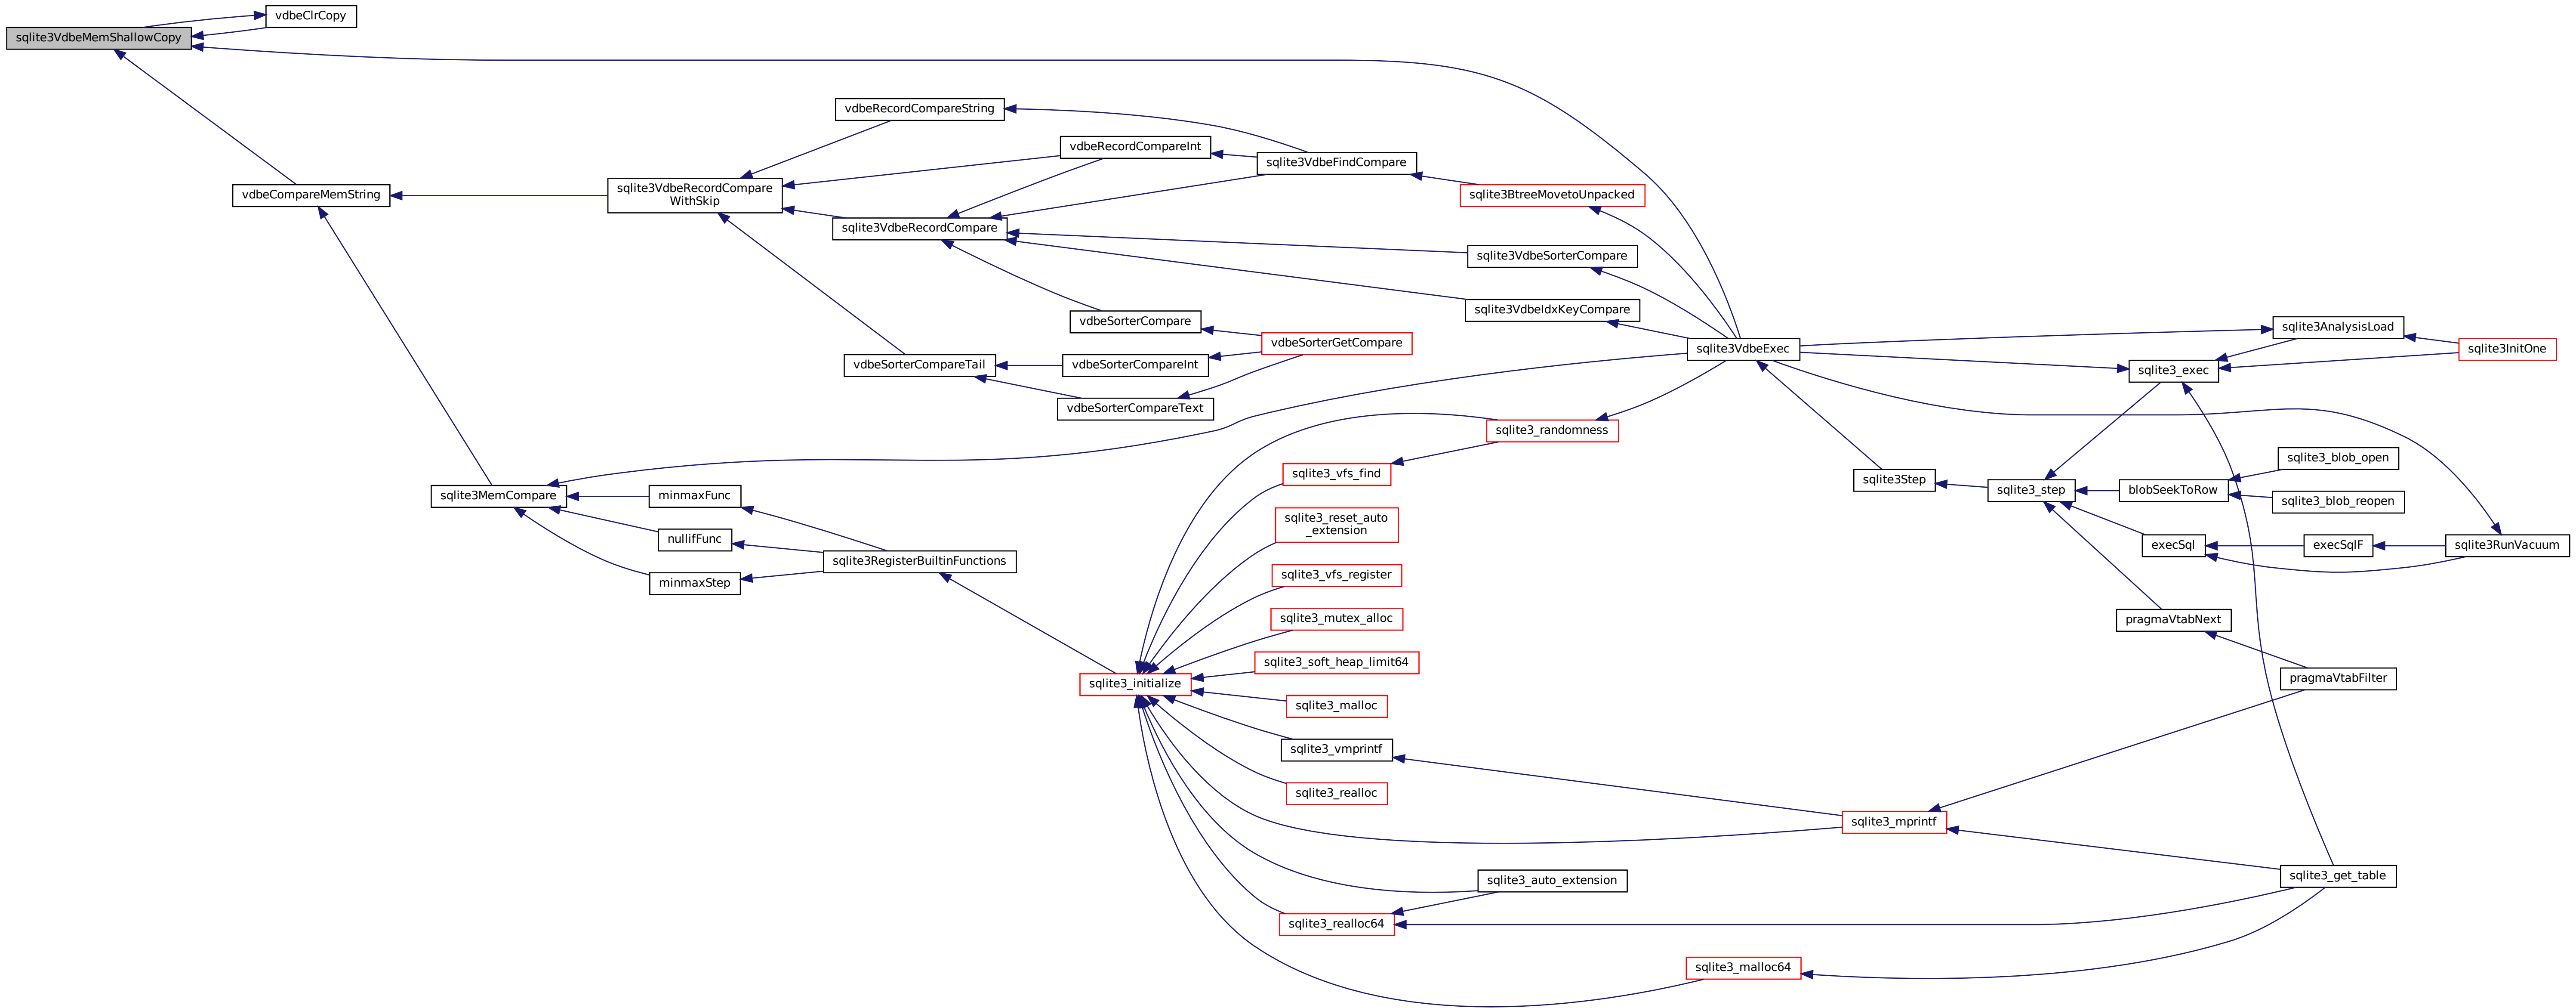 vdbeClrCopy
sqlite3VdbeMemShallowCopy
vdbeRecordCompareString
vdbeRecordCompareInt
sqlite3VdbeFindCompare
sqlite3VdbeRecordCompare
WithSkip
vdbeCompareMemString
sqlite3BtreeMovetoUnpacked
sqlite3VdbeRecordCompare
sqlite3VdbeSorterCompare
sqlite3VdbeIdxKeyCompare
vdbeSorterCompare
sqlite3AnalysisLoad
vdbeSorterGetCompare
sqlite3VdbeExec
sqlite3InitOne
vdbeSorterCompareTail
vdbeSorterCompareInt
sqlite3_exec
vdbeSorterCompareText
sqlite3_randomness
sqlite3_blob_open
sqlite3_vfs_find
sqlite3Step
sqlite3_step
blobSeekToRow
sqlite3MemCompare
minmaxFunc
sqlite3_blob_reopen
sqlite3_reset_auto
_extension
nullifFunc
execSql
execSqlF
sqlite3RunVacuum
sqlite3RegisterBuiltinFunctions
sqlite3_vfs_register
minmaxStep
sqlite3_mutex_alloc
pragmaVtabNext
sqlite3_soft_heap_limit64
pragmaVtabFilter
sqlite3_initialize
sqlite3_malloc
sqlite3_vmprintf
sqlite3_realloc
sqlite3_mprintf
sqlite3_get_table
sqlite3_auto_extension
sqlite3_realloc64
sqlite3_malloc64